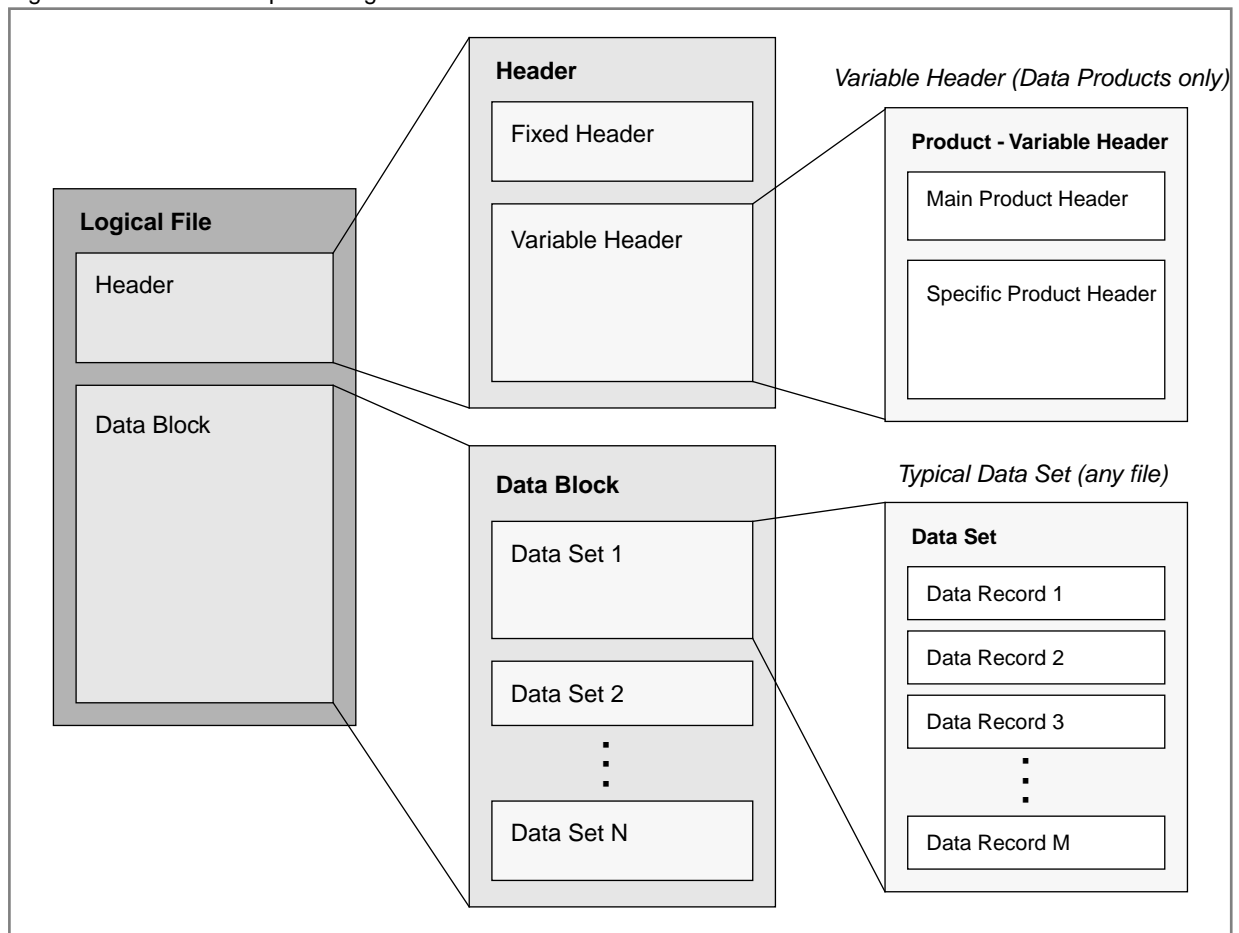 Header
Fixed Header
Variable Header
Variable Header (Data Products only)
Product - Variable Header
Main Product Header
Specific Product Header
Logical File
Header
Data Block
Data Block
Data Set 1
Data Set 2
Data Set N
Typical Data Set (any file)
Data Set
Data Record 1
Data Record 2
Data Record 3
Data Record M